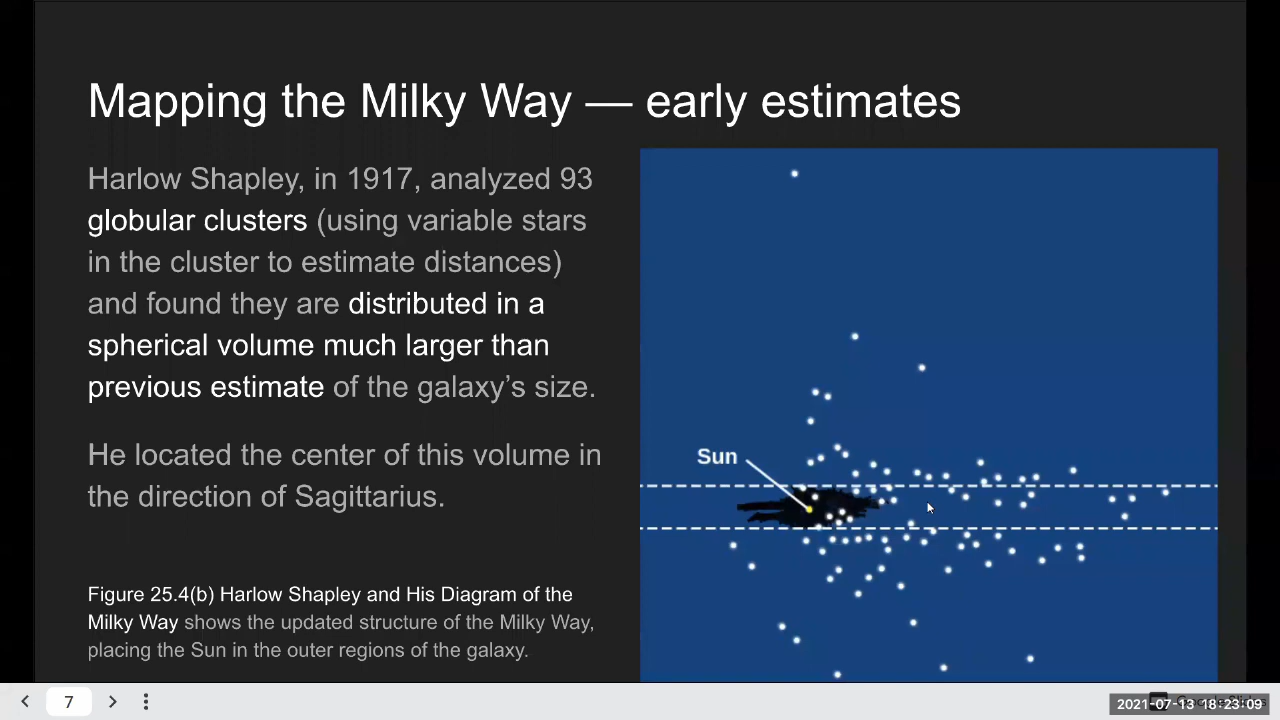 Mapping the Milky Way — early estimates
Harlow Shapley, in 1917, analyzed 93
globular clusters (using variable stars
in the cluster to estimate distances)
and found they are distributed in a
spherical volume much larger than
previous estimate of the galaxy's size.
He located the center of this volume in
the direction of Sagittarius.
Figure 25.4(b) Harlow Shapley and His Diagram of the
Milky Way shows the updated structure of the Milky Way,
placing the Sun in the outer regions of the galaxy.
Sun
7
2021-07-13 18:23:09